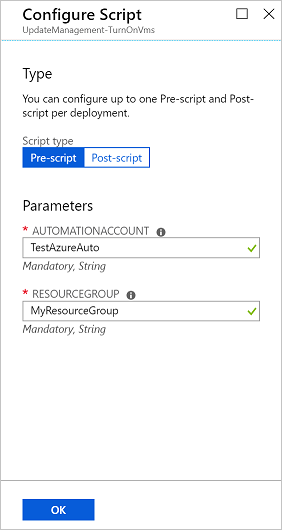 Configure Script
UpdateManagement-TurnOnVms
Type
You can configure up to one Pre-script and Post-
script per deployment.
Script type
Pre-script Post-script
Parameters
* AUTOMATIONACCOUNT
TestAzureAuto
Mandatory, String
* RESOURCEGROUP
MyResourceGroup
Mandatory, String
OK